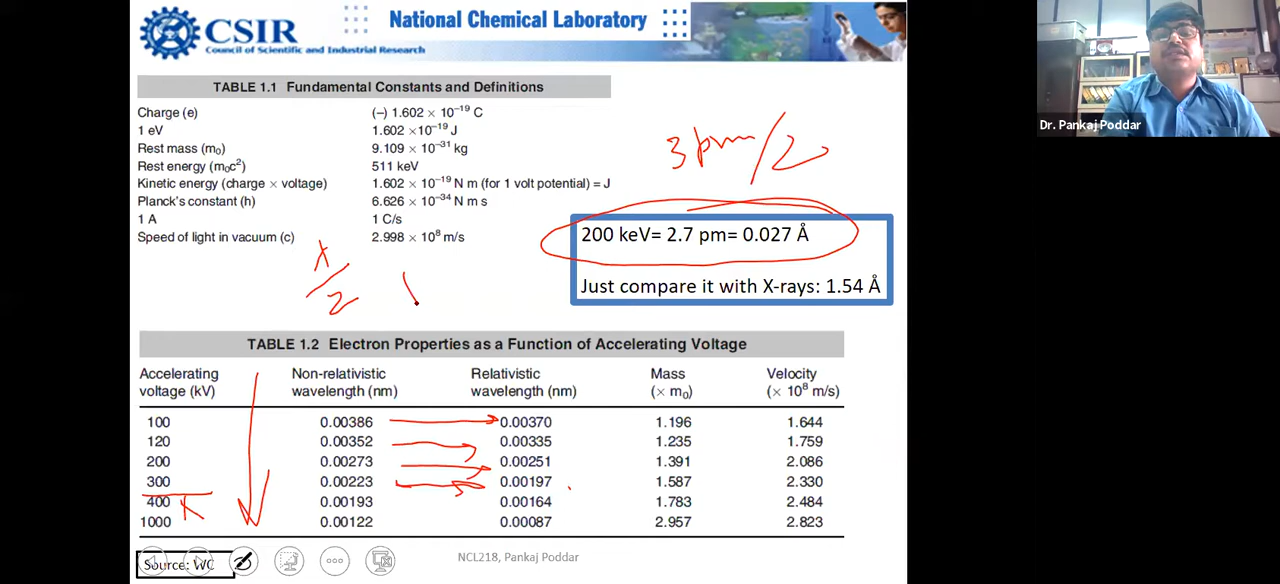 CSIR
Council of Scientific and Industrial Research
National Chemical Laboratory
Dr. Pankaj Poddar
TABLE 1.1 Fundamental Constants and Definitions
Charge (e) (−) 1.602 × 10⁻¹⁹ C
1 eV 1.602 ×10⁻¹⁹ J
Rest mass (m₀) 9.109 × 10⁻³¹ kg
Rest energy (m₀c²) 511 keV
Kinetic energy (charge × voltage) 1.602 × 10⁻¹⁹ N m (for 1 volt potential) = J
Planck's constant (h) 6.626 × 10⁻³⁴ N m s
1 A 1 C/s
Speed of light in vacuum (c) 2.998 × 10⁸ m/s
3 pm/2
200 keV= 2.7 pm= 0.027 Å
Just compare it with X-rays: 1.54 Å
TABLE 1.2 Electron Properties as a Function of Accelerating Voltage
Accelerating Non-relativistic Relativistic Mass Velocity
voltage (kV) wavelength (nm) wavelength (nm) (× m₀) (× 10⁸ m/s)
100 0.00386 0.00370 1.196 1.644
120 0.00352 0.00335 1.235 1.759
200 0.00273 0.00251 1.391 2.086
300 0.00223 0.00197 1.587 2.330
400 0.00193 0.00164 1.783 2.484
1000 0.00122 0.00087 2.957 2.823
Source: WC
NCL218, Pankaj Poddar